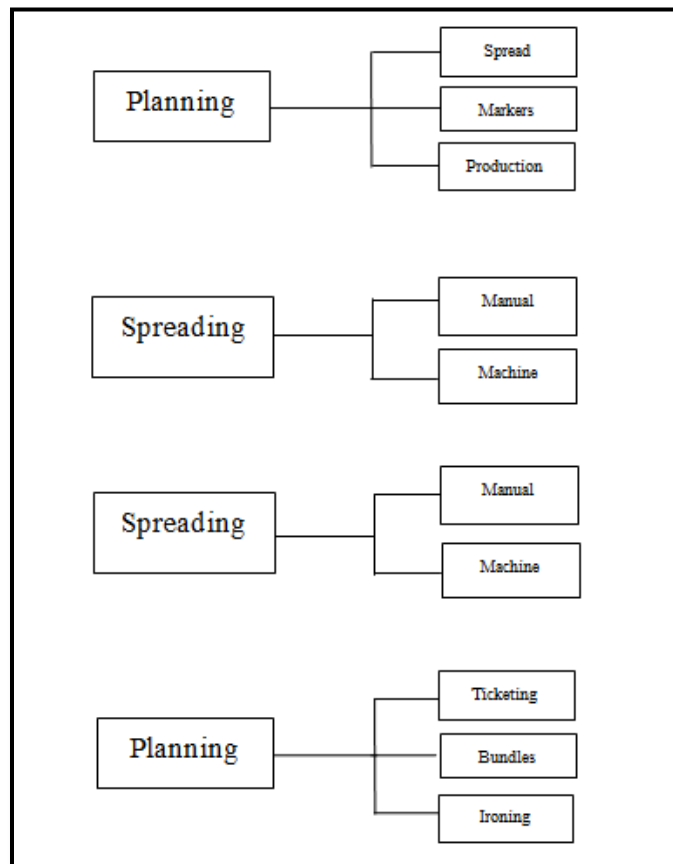 Planning
Spread
Markers
Production
Spreading
Manual
Machine
Spreading
Manual
Machine
Planning
Ticketing
Bundles
Ironing